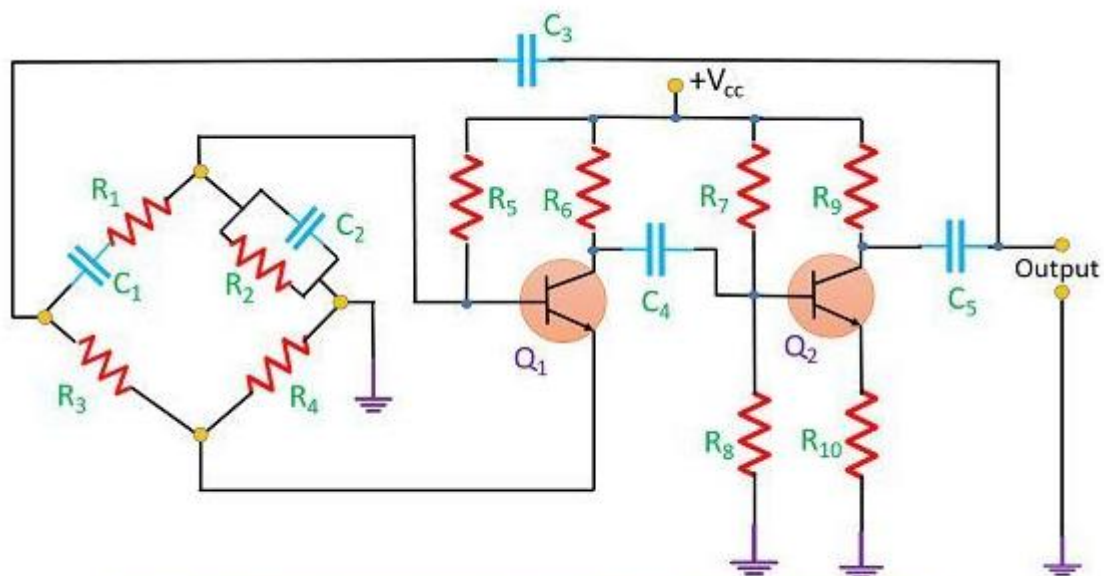 C3
+Vcc
R1
R5
R6
R7
R9
C2
R2
C1
C4
C5
Output
Q1
Q2
R3
R4
R8
R10